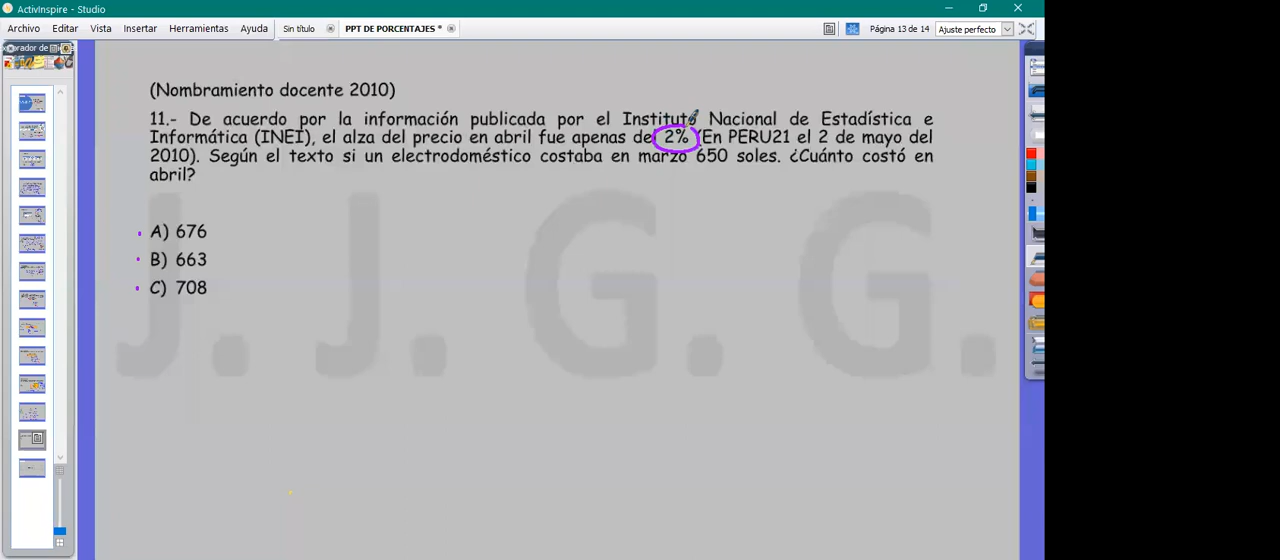 ActivInspire - Studio
Archivo Editar Vista Insertar Herramientas Ayuda Sin título PPT DE PORCENTAJES * Página 13 de 14 Ajuste perfecto
(Nombramiento docente 2010)
11.- De acuerdo por la información publicada por el Instituto Nacional de Estadística e
Informática (INEI), el alza del precio en abril fue apenas de 2% (En PERU21 el 2 de mayo del
2010). Según el texto si un electrodoméstico costaba en marzo 650 soles. ¿Cuánto costó en
abril?
A) 676
B) 663
C) 708
J. J. G. G.